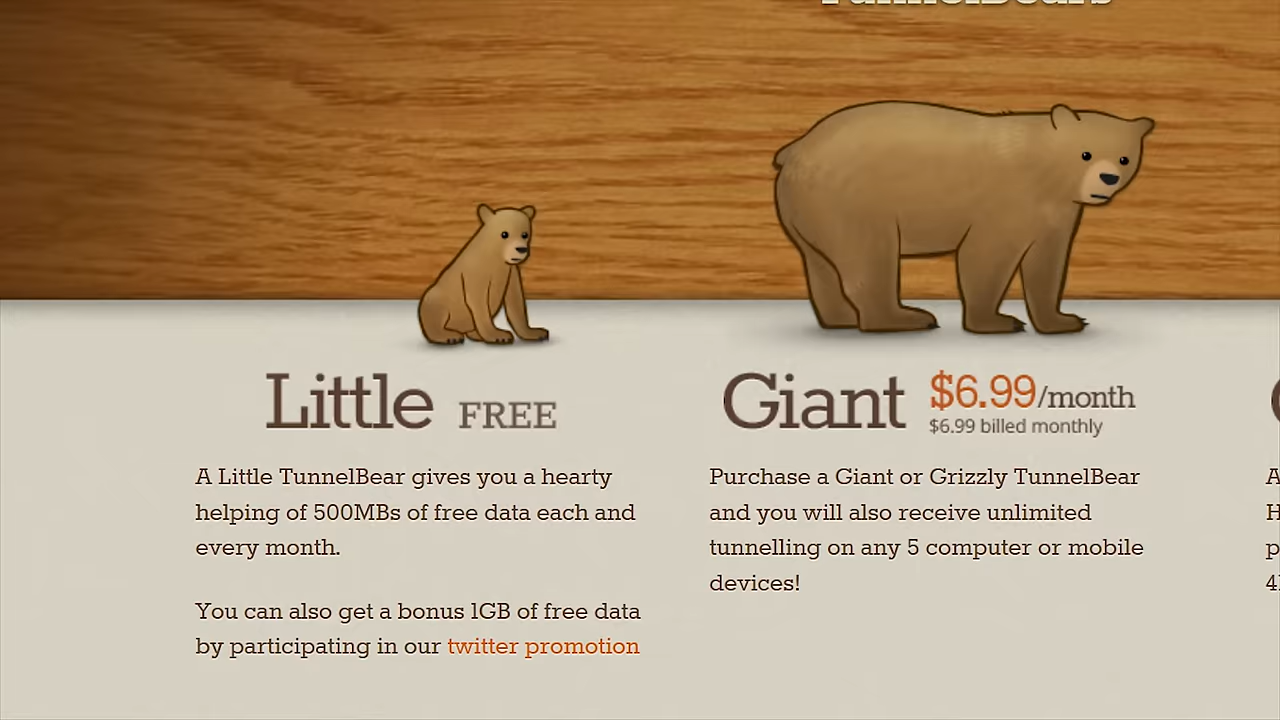 TunnelBears
Little FREE
A Little TunnelBear gives you a hearty
helping of 500MBs of free data each and
every month.
You can also get a bonus 1GB of free data
by participating in our twitter promotion
Giant $6.99/month
$6.99 billed monthly
Purchase a Giant or Grizzly TunnelBear
and you will also receive unlimited
tunnelling on any 5 computer or mobile
devices!